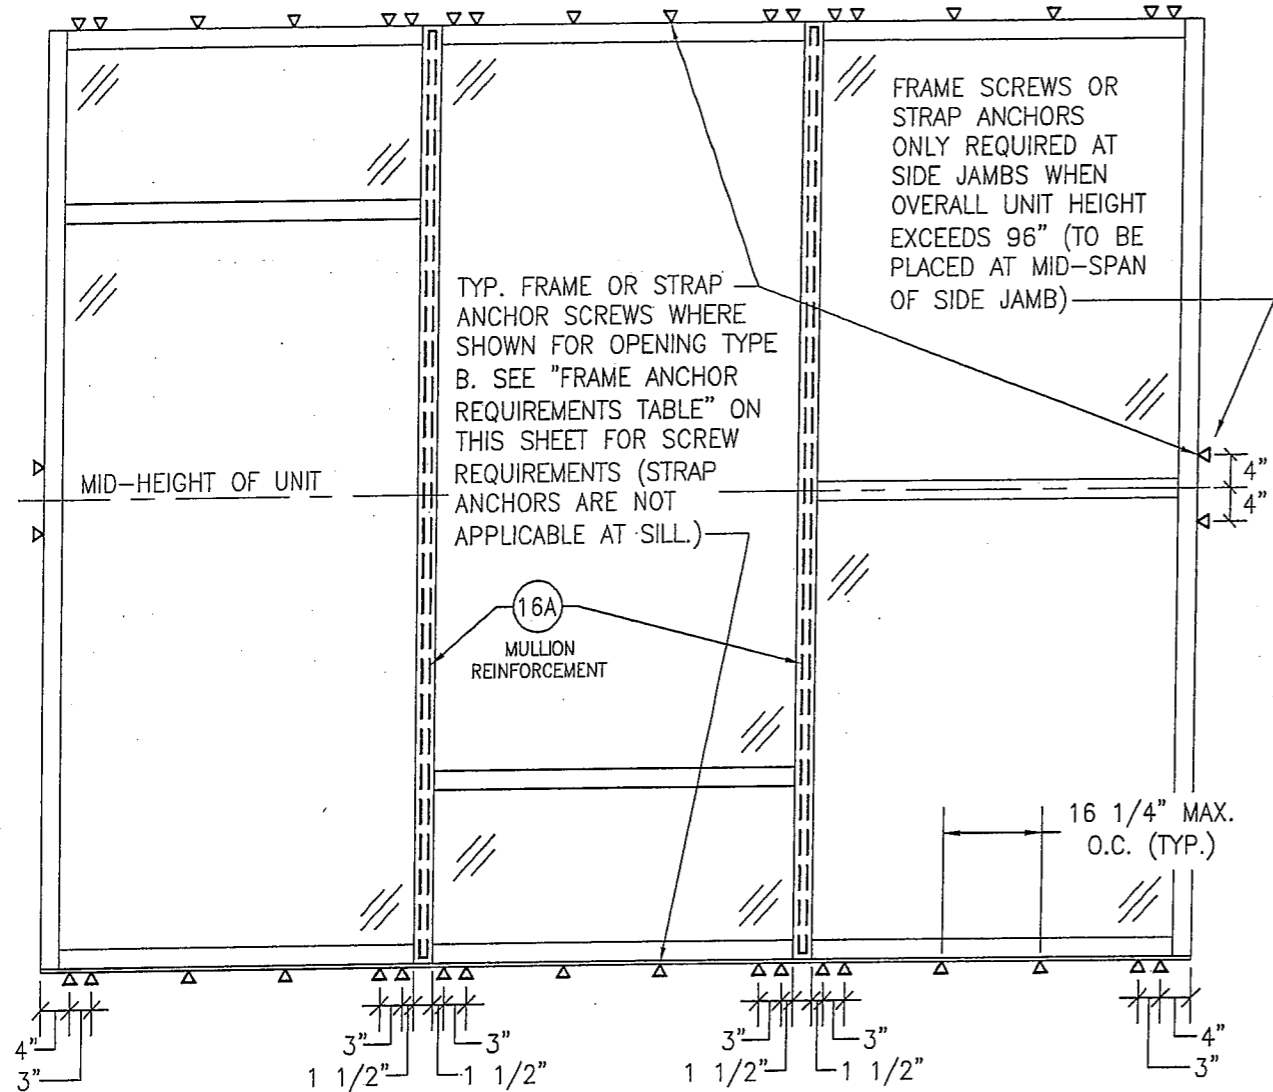 FRAME SCREWS OR
STRAP ANCHORS
ONLY REQUIRED AT
SIDE JAMBS WHEN
OVERALL UNIT HEIGHT
EXCEEDS 96" (TO BE
PLACED AT MID-SPAN
OF SIDE JAMB)
TYP. FRAME OR STRAP
ANCHOR SCREWS WHERE
SHOWN FOR OPENING TYPE
B. SEE "FRAME ANCHOR
REQUIREMENTS TABLE" ON
THIS SHEET FOR SCREW
REQUIREMENTS (STRAP
ANCHORS ARE NOT
APPLICABLE AT SILL.)
MID-HEIGHT OF UNIT
4"
4"
16A
MULLION
REINFORCEMENT
16 1/4" MAX.
O.C. (TYP.)
4"
3"
3"
1 1/2"
3"
1 1/2"
3"
1 1/2"
3"
1 1/2"
4"
3"